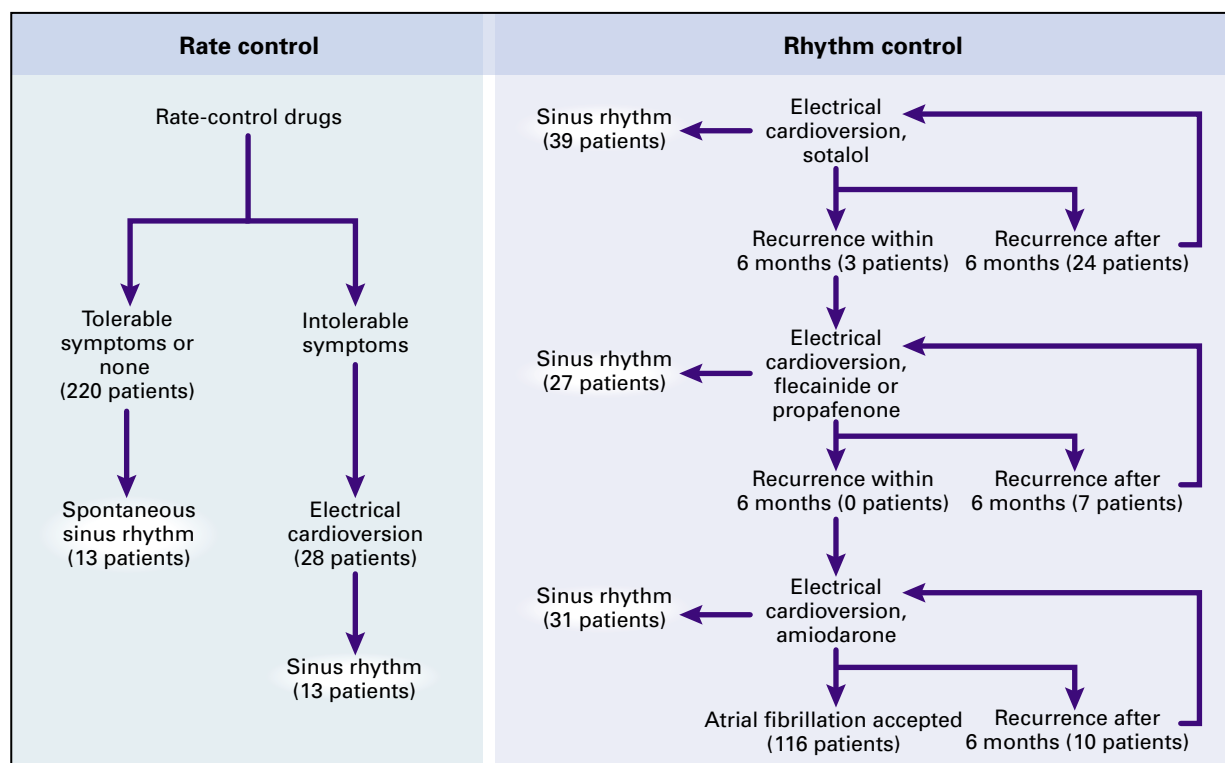 Rate control
Rate-control drugs
Tolerable
symptoms or
none
(220 patients)
Intolerable
symptoms
Spontaneous
sinus rhythm
(13 patients)
Electrical
cardioversion
(28 patients)
Sinus rhythm
(13 patients)
Rhythm control
Sinus rhythm
(39 patients)
Electrical
cardioversion,
sotalol
Recurrence within
6 months (3 patients)
Recurrence after
6 months (24 patients)
Sinus rhythm
(27 patients)
Electrical
cardioversion,
flecainide or
propafenone
Recurrence within
6 months (0 patients)
Recurrence after
6 months (7 patients)
Sinus rhythm
(31 patients)
Electrical
cardioversion,
amiodarone
Atrial fibrillation accepted
(116 patients)
Recurrence after
6 months (10 patients)